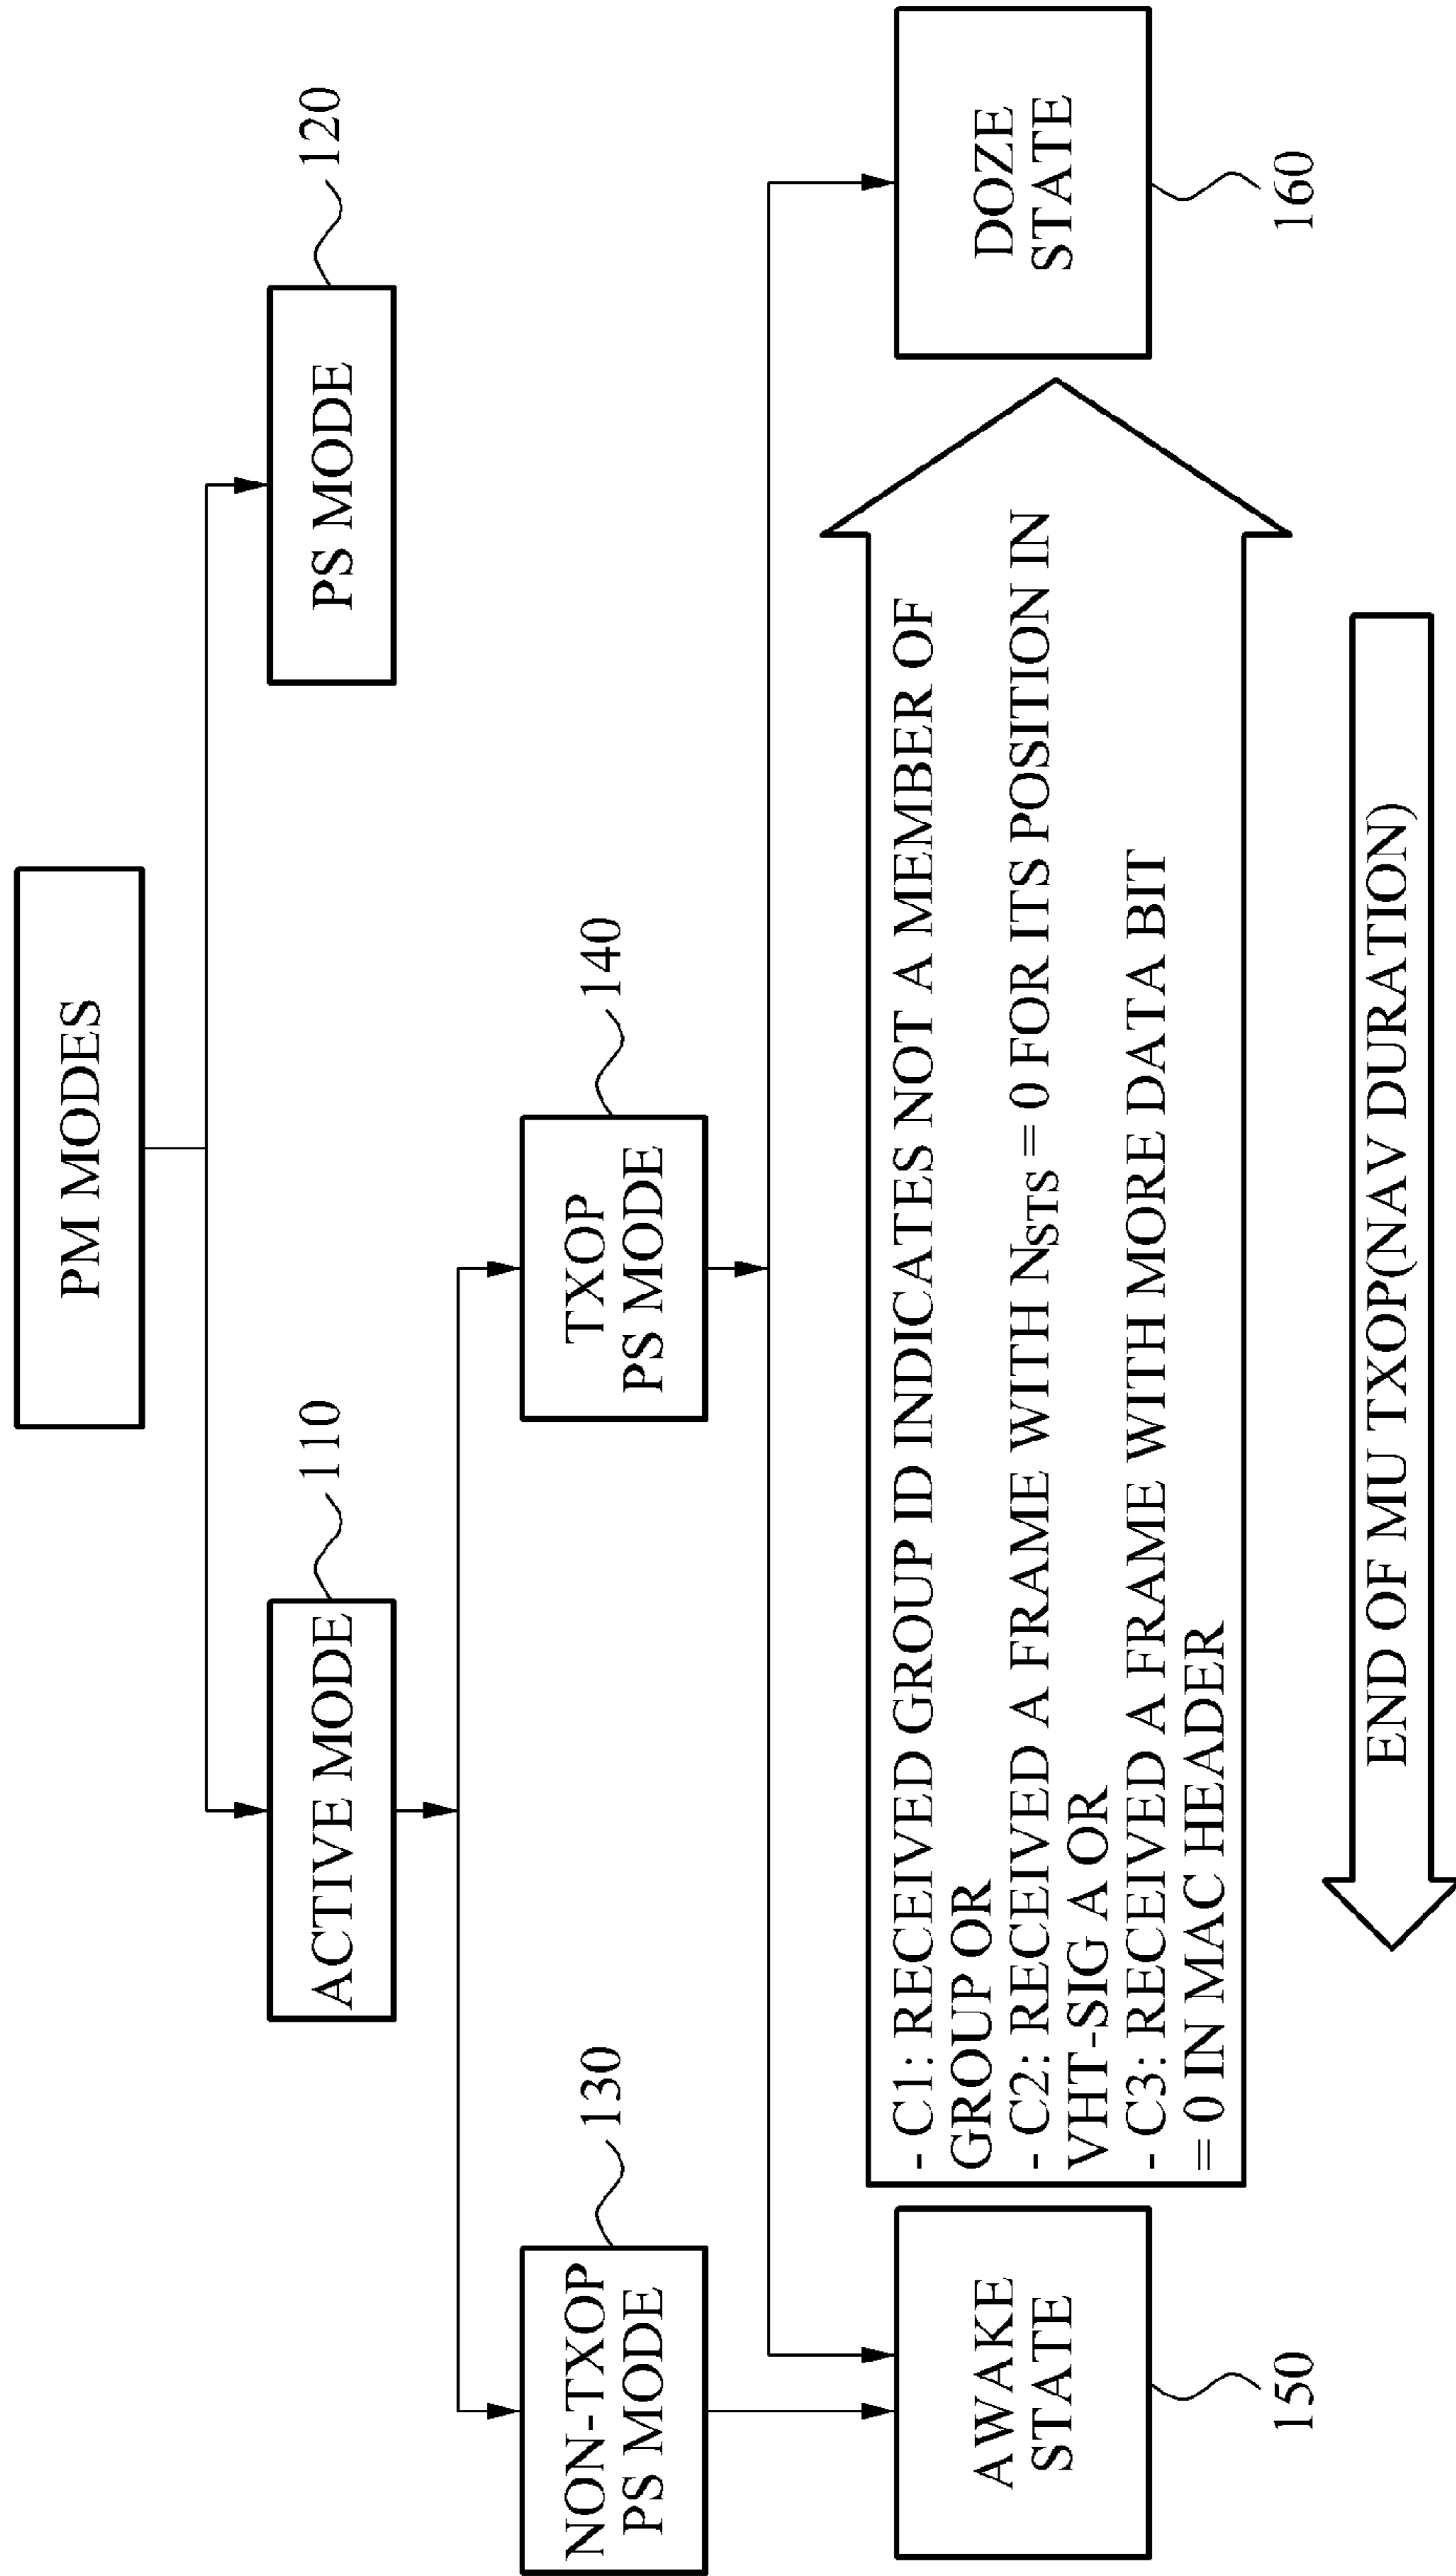 PM MODES
ACTIVE MODE
110
PS MODE
120
NON-TXOP
PS MODE
130
TXOP
PS MODE
140
AWAKE
STATE
150
- C1: RECEIVED GROUP ID INDICATES NOT A MEMBER OF
GROUP OR
- C2: RECEIVED A FRAME WITH NSTS = 0 FOR ITS POSITION IN
VHT-SIG A OR
- C3: RECEIVED A FRAME WITH MORE DATA BIT
= 0 IN MAC HEADER
DOZE
STATE
160
END OF MU TXOP(NAV DURATION)